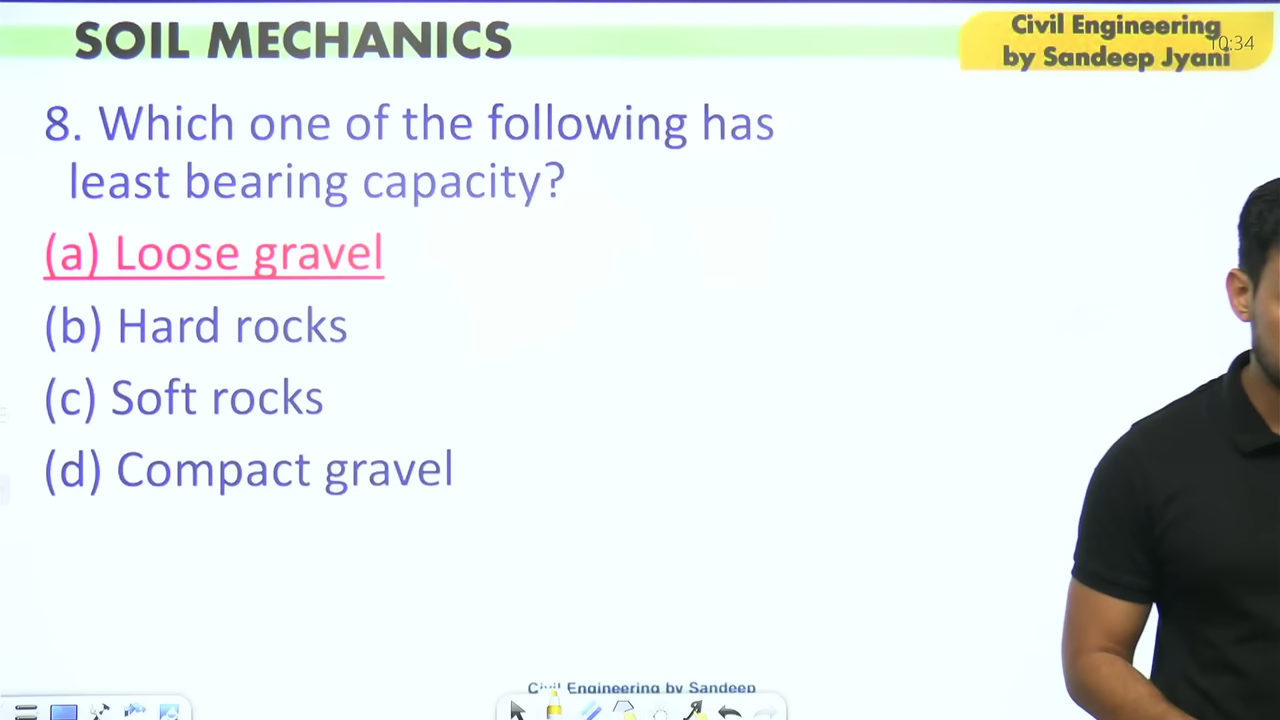 SOIL MECHANICS
Civil Engineering
by Sandeep Jyani
10:34
8. Which one of the following has
least bearing capacity?
(a) Loose gravel
(b) Hard rocks
(c) Soft rocks
(d) Compact gravel
Civil Engineering by Sandeep